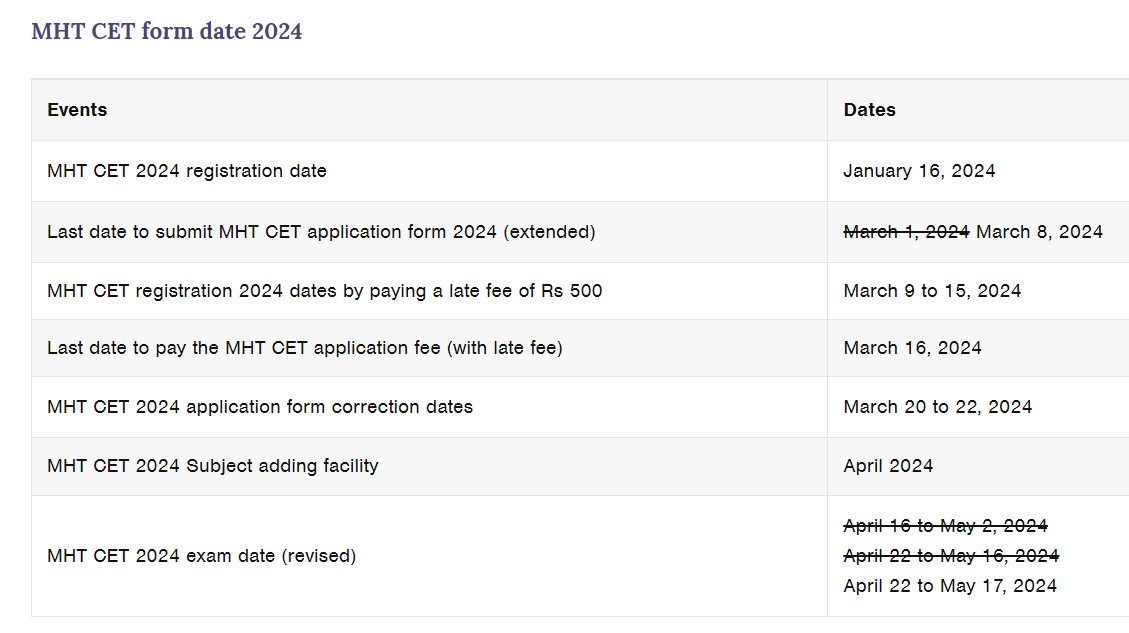 MHT CET form date 2024
Events Dates
MHT CET 2024 registration date January 16, 2024
Last date to submit MHT CET application form 2024 (extended) March 1, 2024 March 8, 2024
MHT CET registration 2024 dates by paying a late fee of Rs 500 March 9 to 15, 2024
Last date to pay the MHT CET application fee (with late fee) March 16, 2024
MHT CET 2024 application form correction dates March 20 to 22, 2024
MHT CET 2024 Subject adding facility April 2024
MHT CET 2024 exam date (revised)
April 16 to May 2, 2024
April 22 to May 16, 2024
April 22 to May 17, 2024